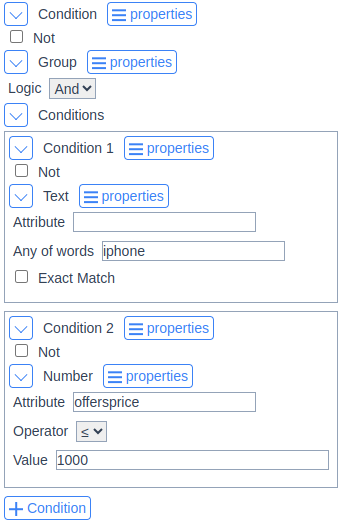 Condition properties
Not
Group properties
Logic And
Conditions
Condition 1 properties
Not
Text properties
Attribute
Any of words iphone
Exact Match
Condition 2 properties
Not
Number properties
Attribute offersprice
Operator ≤
Value 1000
+ Condition